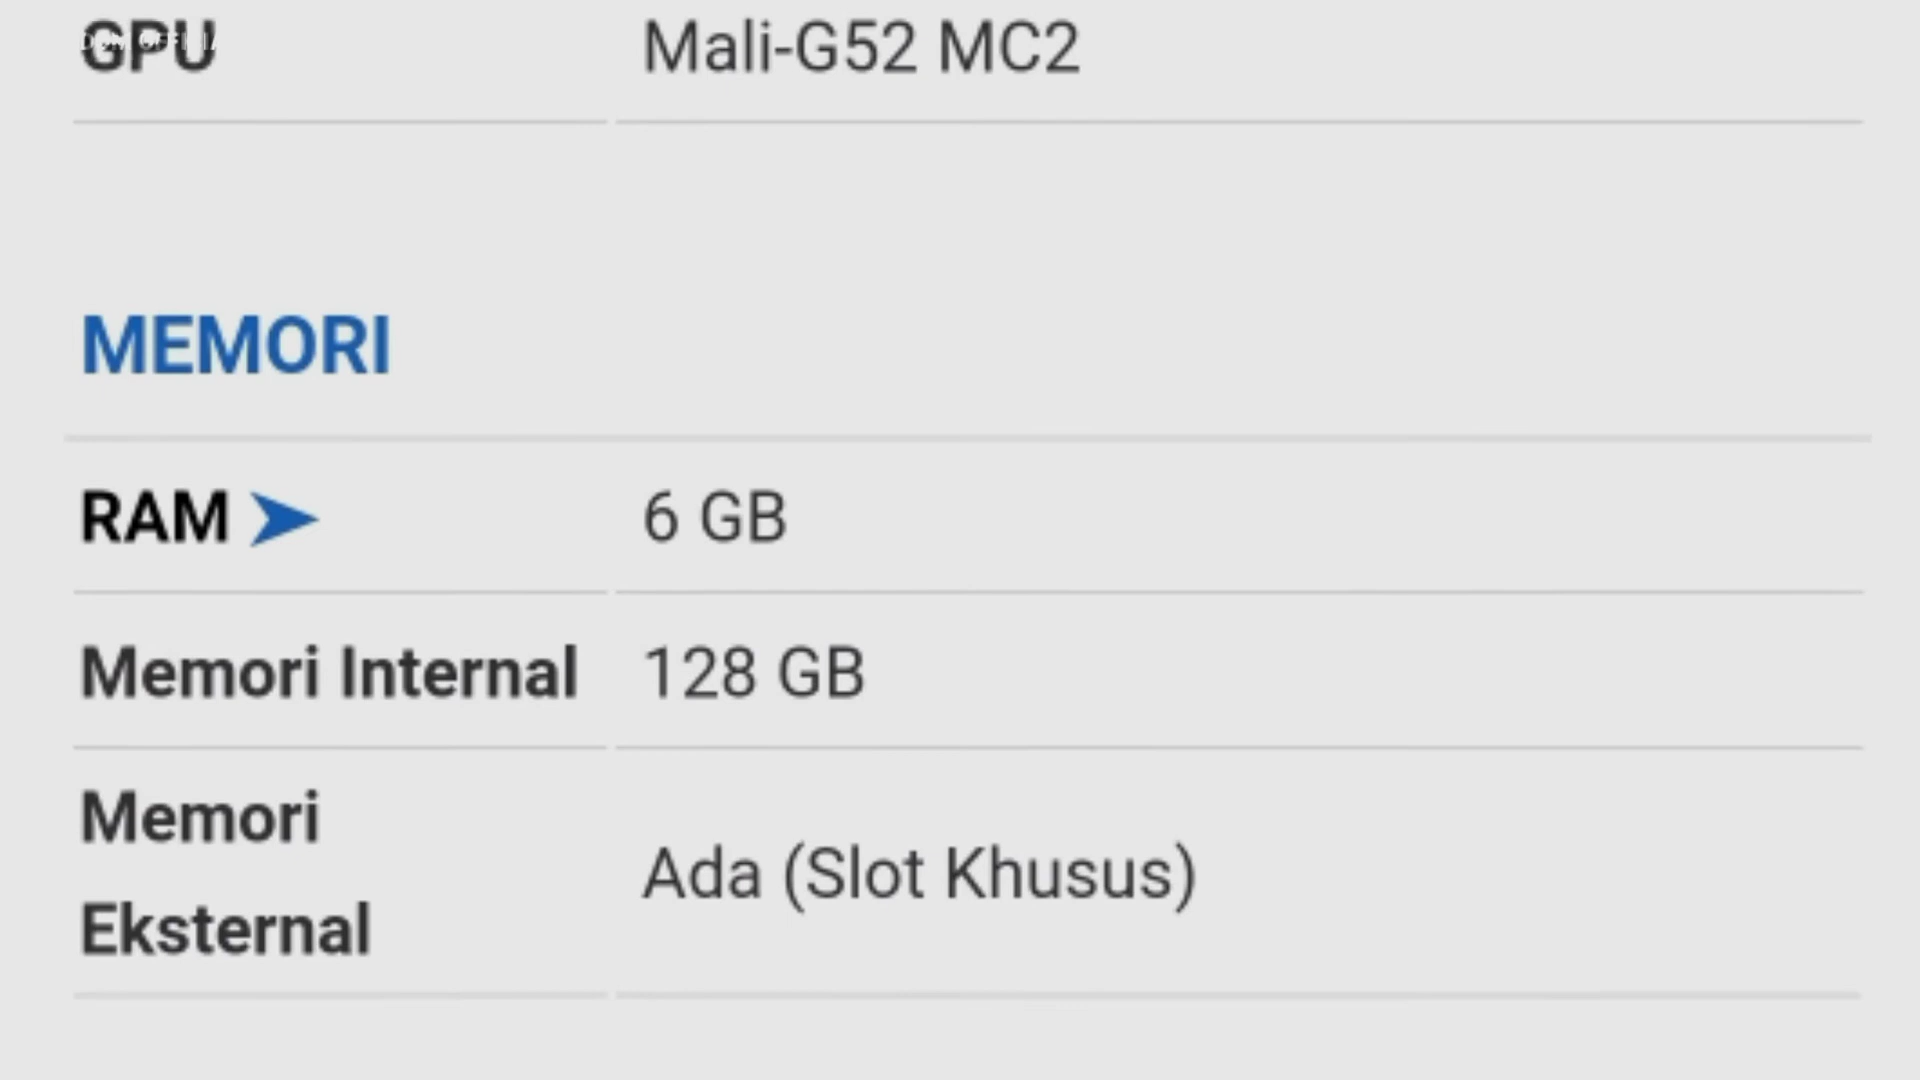 GPU Mali-G52 MC2
MEMORI
RAM 6 GB
Memori Internal 128 GB
Memori
Eksternal
Ada (Slot Khusus)